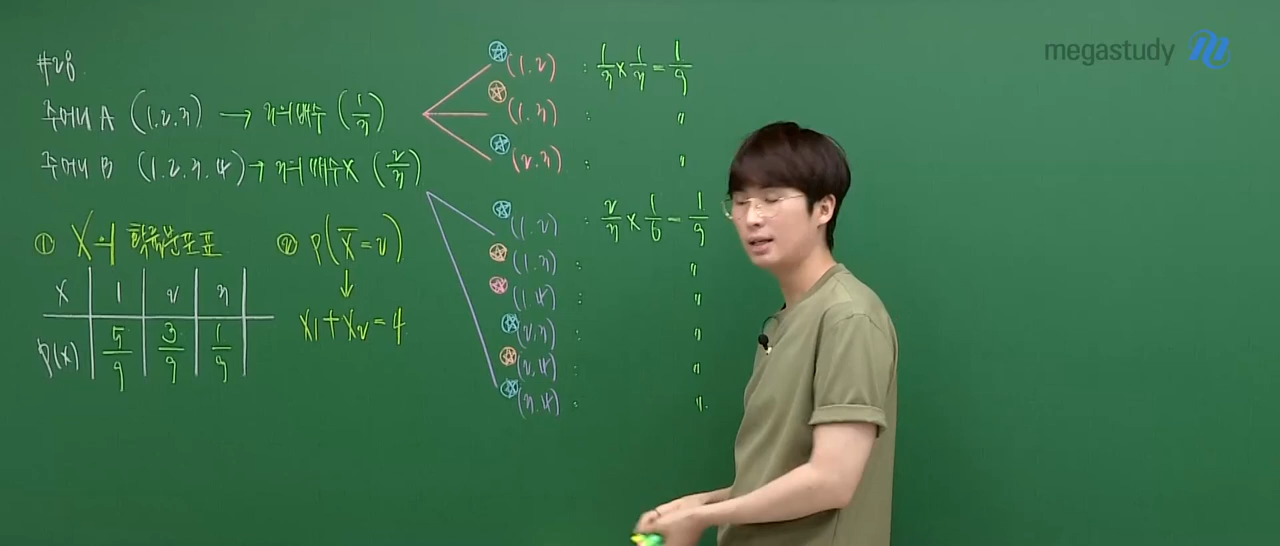 #28.
주머니 A (1.2.3) → 3의 배수 (1/3)
주머니 B (1.2.3.4) → 3의 배수X (2/3)
① X의 확률분포표
X 1 2 3
P(X) 5/9 3/9 1/9
② P(X̄=2)
↓
X1+X2=4
(1.2) : 1/3×1/3=1/9
(1.3) : "
(2.3) : "
(1.2) : 2/3×1/6=1/9
(1.3) : "
(1.4) : "
(2.3) : "
(2.4) : "
(3.4) : "
megastudy